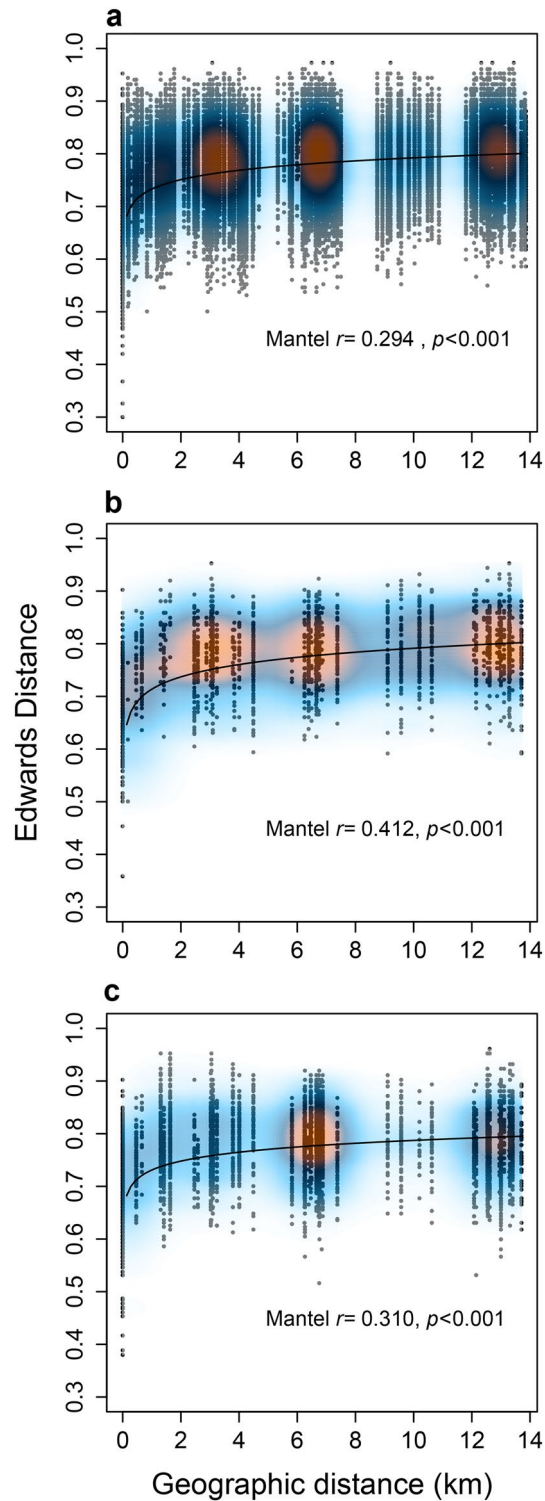 a
1.0
0.9
0.8
0.7
0.6
0.5
0.4
0.3
Mantel r= 0.294 , p<0.001
0 2 4 6 8 10 12 14
b
1.0
0.9
0.8
0.7
0.6
0.5
0.4
0.3
Mantel r= 0.412, p<0.001
0 2 4 6 8 10 12 14
Edwards Distance
c
1.0
0.9
0.8
0.7
0.6
0.5
0.4
0.3
Mantel r= 0.310, p<0.001
0 2 4 6 8 10 12 14
Geographic distance (km)